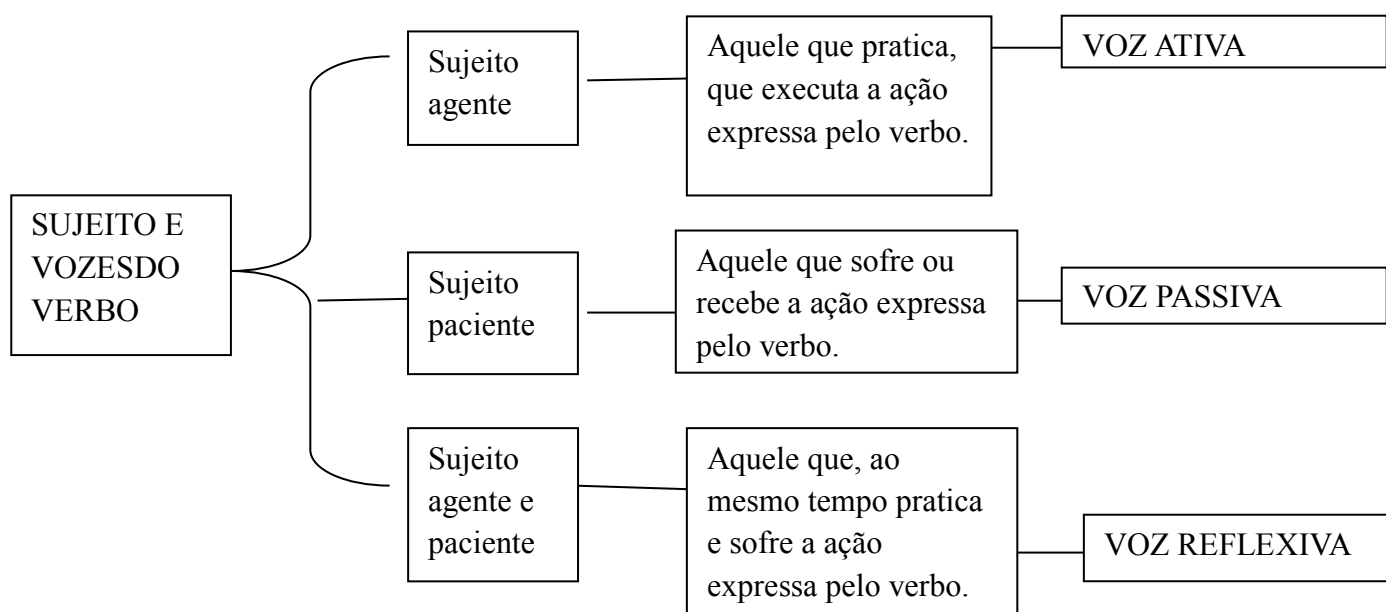 SUJEITO E
VOZESDO
VERBO
Sujeito
agente
Aquele que pratica,
que executa a ação
expressa pelo verbo.
VOZ ATIVA
Sujeito
paciente
Aquele que sofre ou
recebe a ação expressa
pelo verbo.
VOZ PASSIVA
Sujeito
agente e
paciente
Aquele que, ao
mesmo tempo pratica
e sofre a ação
expressa pelo verbo.
VOZ REFLEXIVA